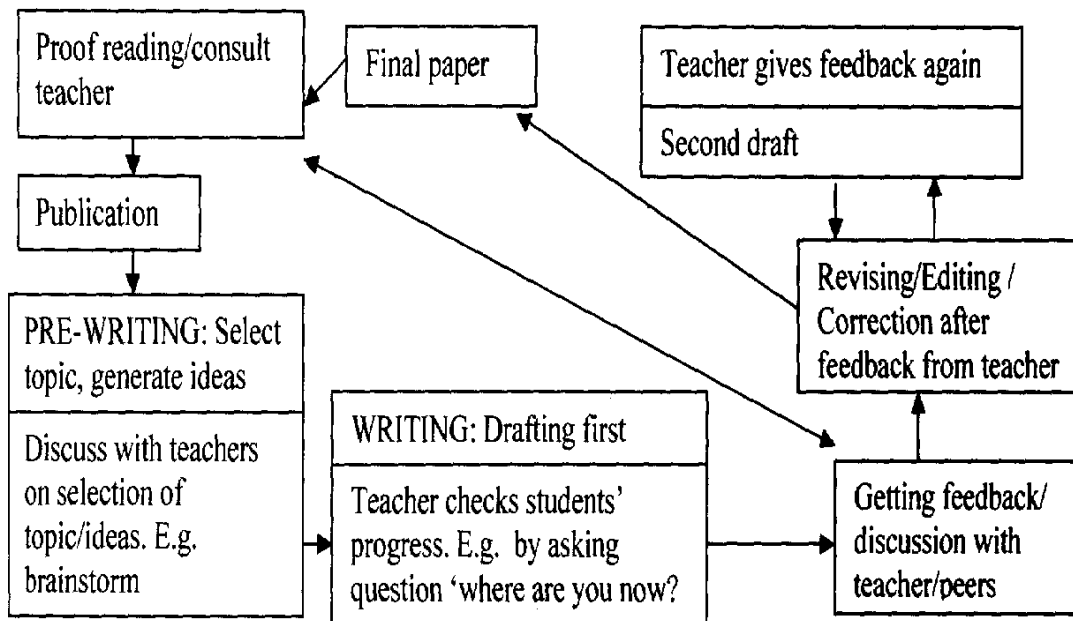 Proof reading/consult
teacher
Final paper
Teacher gives feedback again
Second draft
Publication
Revising/Editing /
Correction after
feedback from teacher
PRE-WRITING: Select
topic, generate ideas
Discuss with teachers
on selection of
topic/ideas. E.g.
brainstorm
WRITING: Drafting first
Teacher checks students’
progress. E.g. by asking
question ‘where are you now?
Getting feedback/
discussion with
teacher/peers